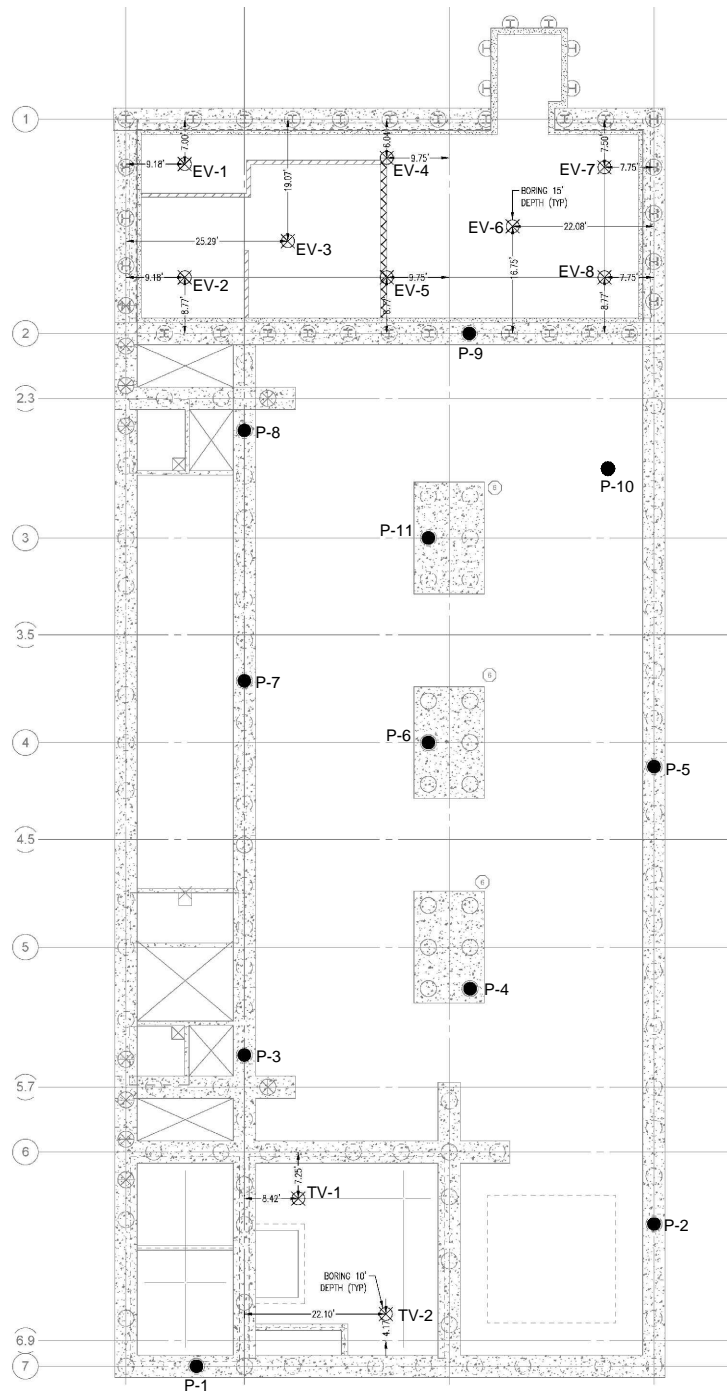 1
7.00'
6.04'
7.50'
9.18'
EV-1
19.07'
EV-4
9.75'
EV-7
7.75'
BORING 15'
DEPTH (TYP)
EV-6
22.08'
25.29'
EV-3
9.18'
EV-2
8.77'
9.75'
EV-5
8.77'
6.75'
EV-8
7.75'
8.77'
2
P-9
2.3
P-8
P-10
6
P-11
3
3.5
6
P-7
P-6
4
P-5
4.5
6
5
P-4
P-3
5.7
6
7.25'
8.42'
TV-1
P-2
BORING 10'
DEPTH (TYP)
22.10'
TV-2
4.17'
6.9
7
P-1